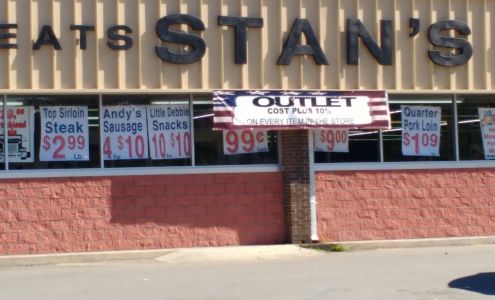 EATS STAN'S
OUTLET
COST PLUS 10%
ON EVERY ITEM IN THE STORE
Top Sirloin
Steak
$2 99
Lb.
Andy's
Sausage
4 $10
Little Debbie
Snacks
10 $10
99¢
$9 00
Quarter
Pork Loin
$1 09